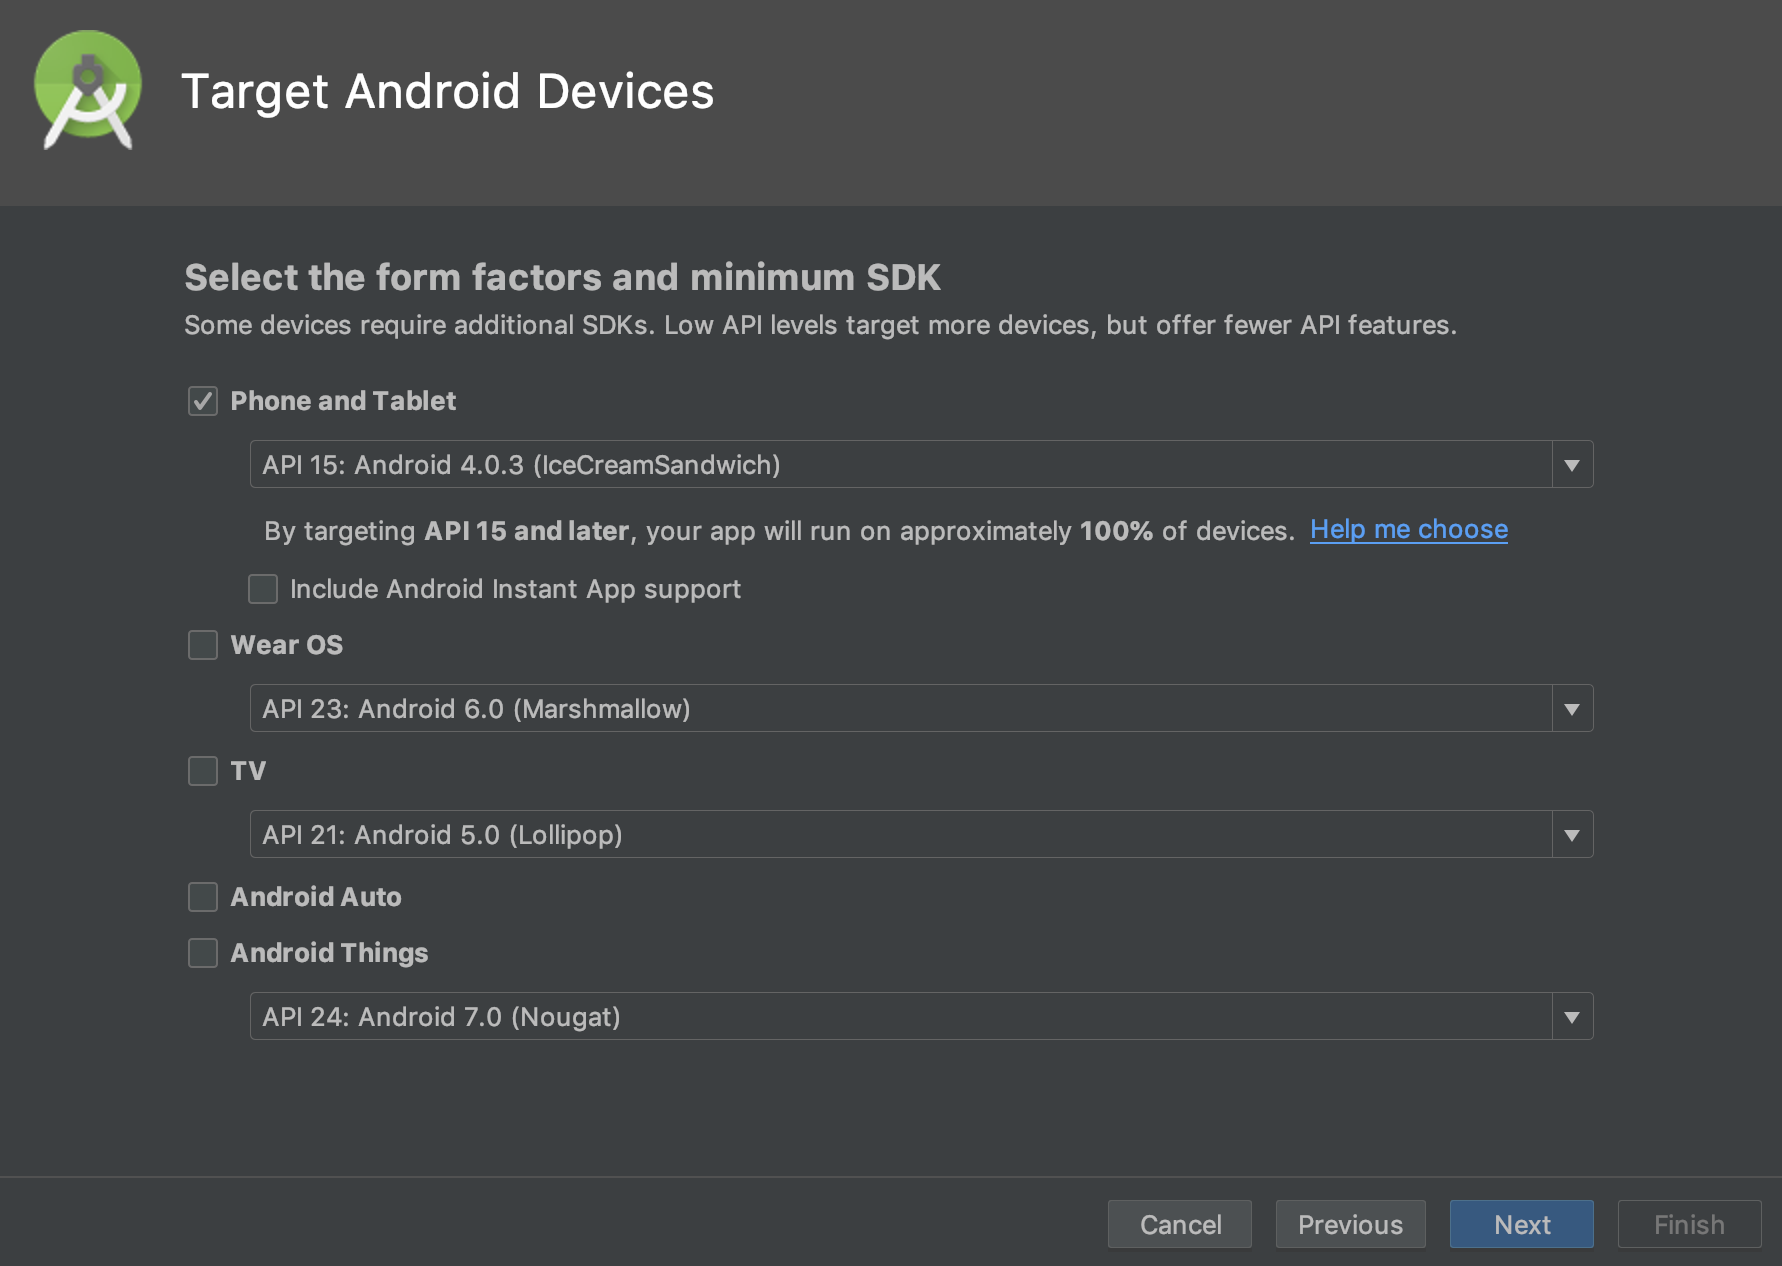 Target Android Devices
Select the form factors and minimum SDK
Some devices require additional SDKs. Low API levels target more devices, but offer fewer API features.
Phone and Tablet
API 15: Android 4.0.3 (IceCreamSandwich)
By targeting API 15 and later, your app will run on approximately 100% of devices. Help me choose
Include Android Instant App support
Wear OS
API 23: Android 6.0 (Marshmallow)
TV
API 21: Android 5.0 (Lollipop)
Android Auto
Android Things
API 24: Android 7.0 (Nougat)
Cancel Previous Next Finish